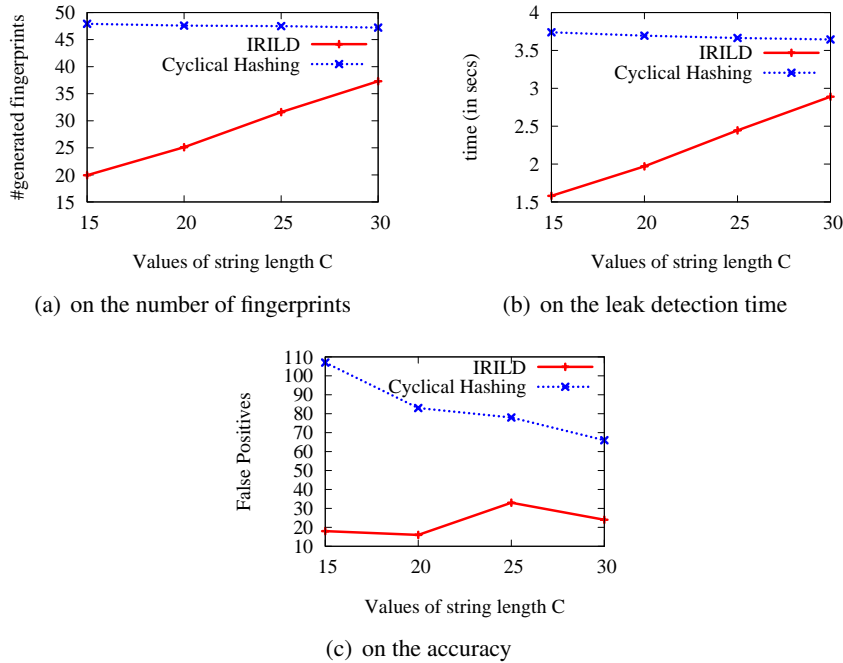 50
45
40
35
30
25
20
15
#generated fingerprints
IRILD
Cyclical Hashing
15 20 25 30
Values of string length C
(a) on the number of fingerprints
4
3.5
3
2.5
2
1.5
1
time (in secs)
IRILD
Cyclical Hashing
15 20 25 30
Values of string length C
(b) on the leak detection time
110
100
90
80
70
60
50
40
30
20
10
False Positives
IRILD
Cyclical Hashing
15 20 25 30
Values of string length C
(c) on the accuracy